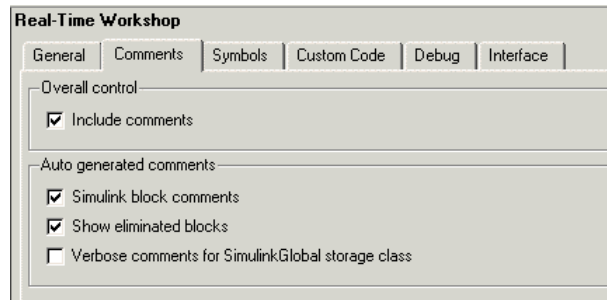 Real-Time Workshop
General Comments Symbols Custom Code Debug Interface
Overall control
Include comments
Auto generated comments
Simulink block comments
Show eliminated blocks
Verbose comments for SimulinkGlobal storage class